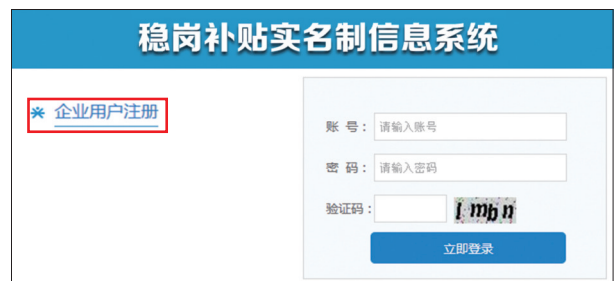 稳岗补贴实名制信息系统
企业用户注册
账 号： 请输入账号
密 码： 请输入密码
验证码： lmbn
立即登录